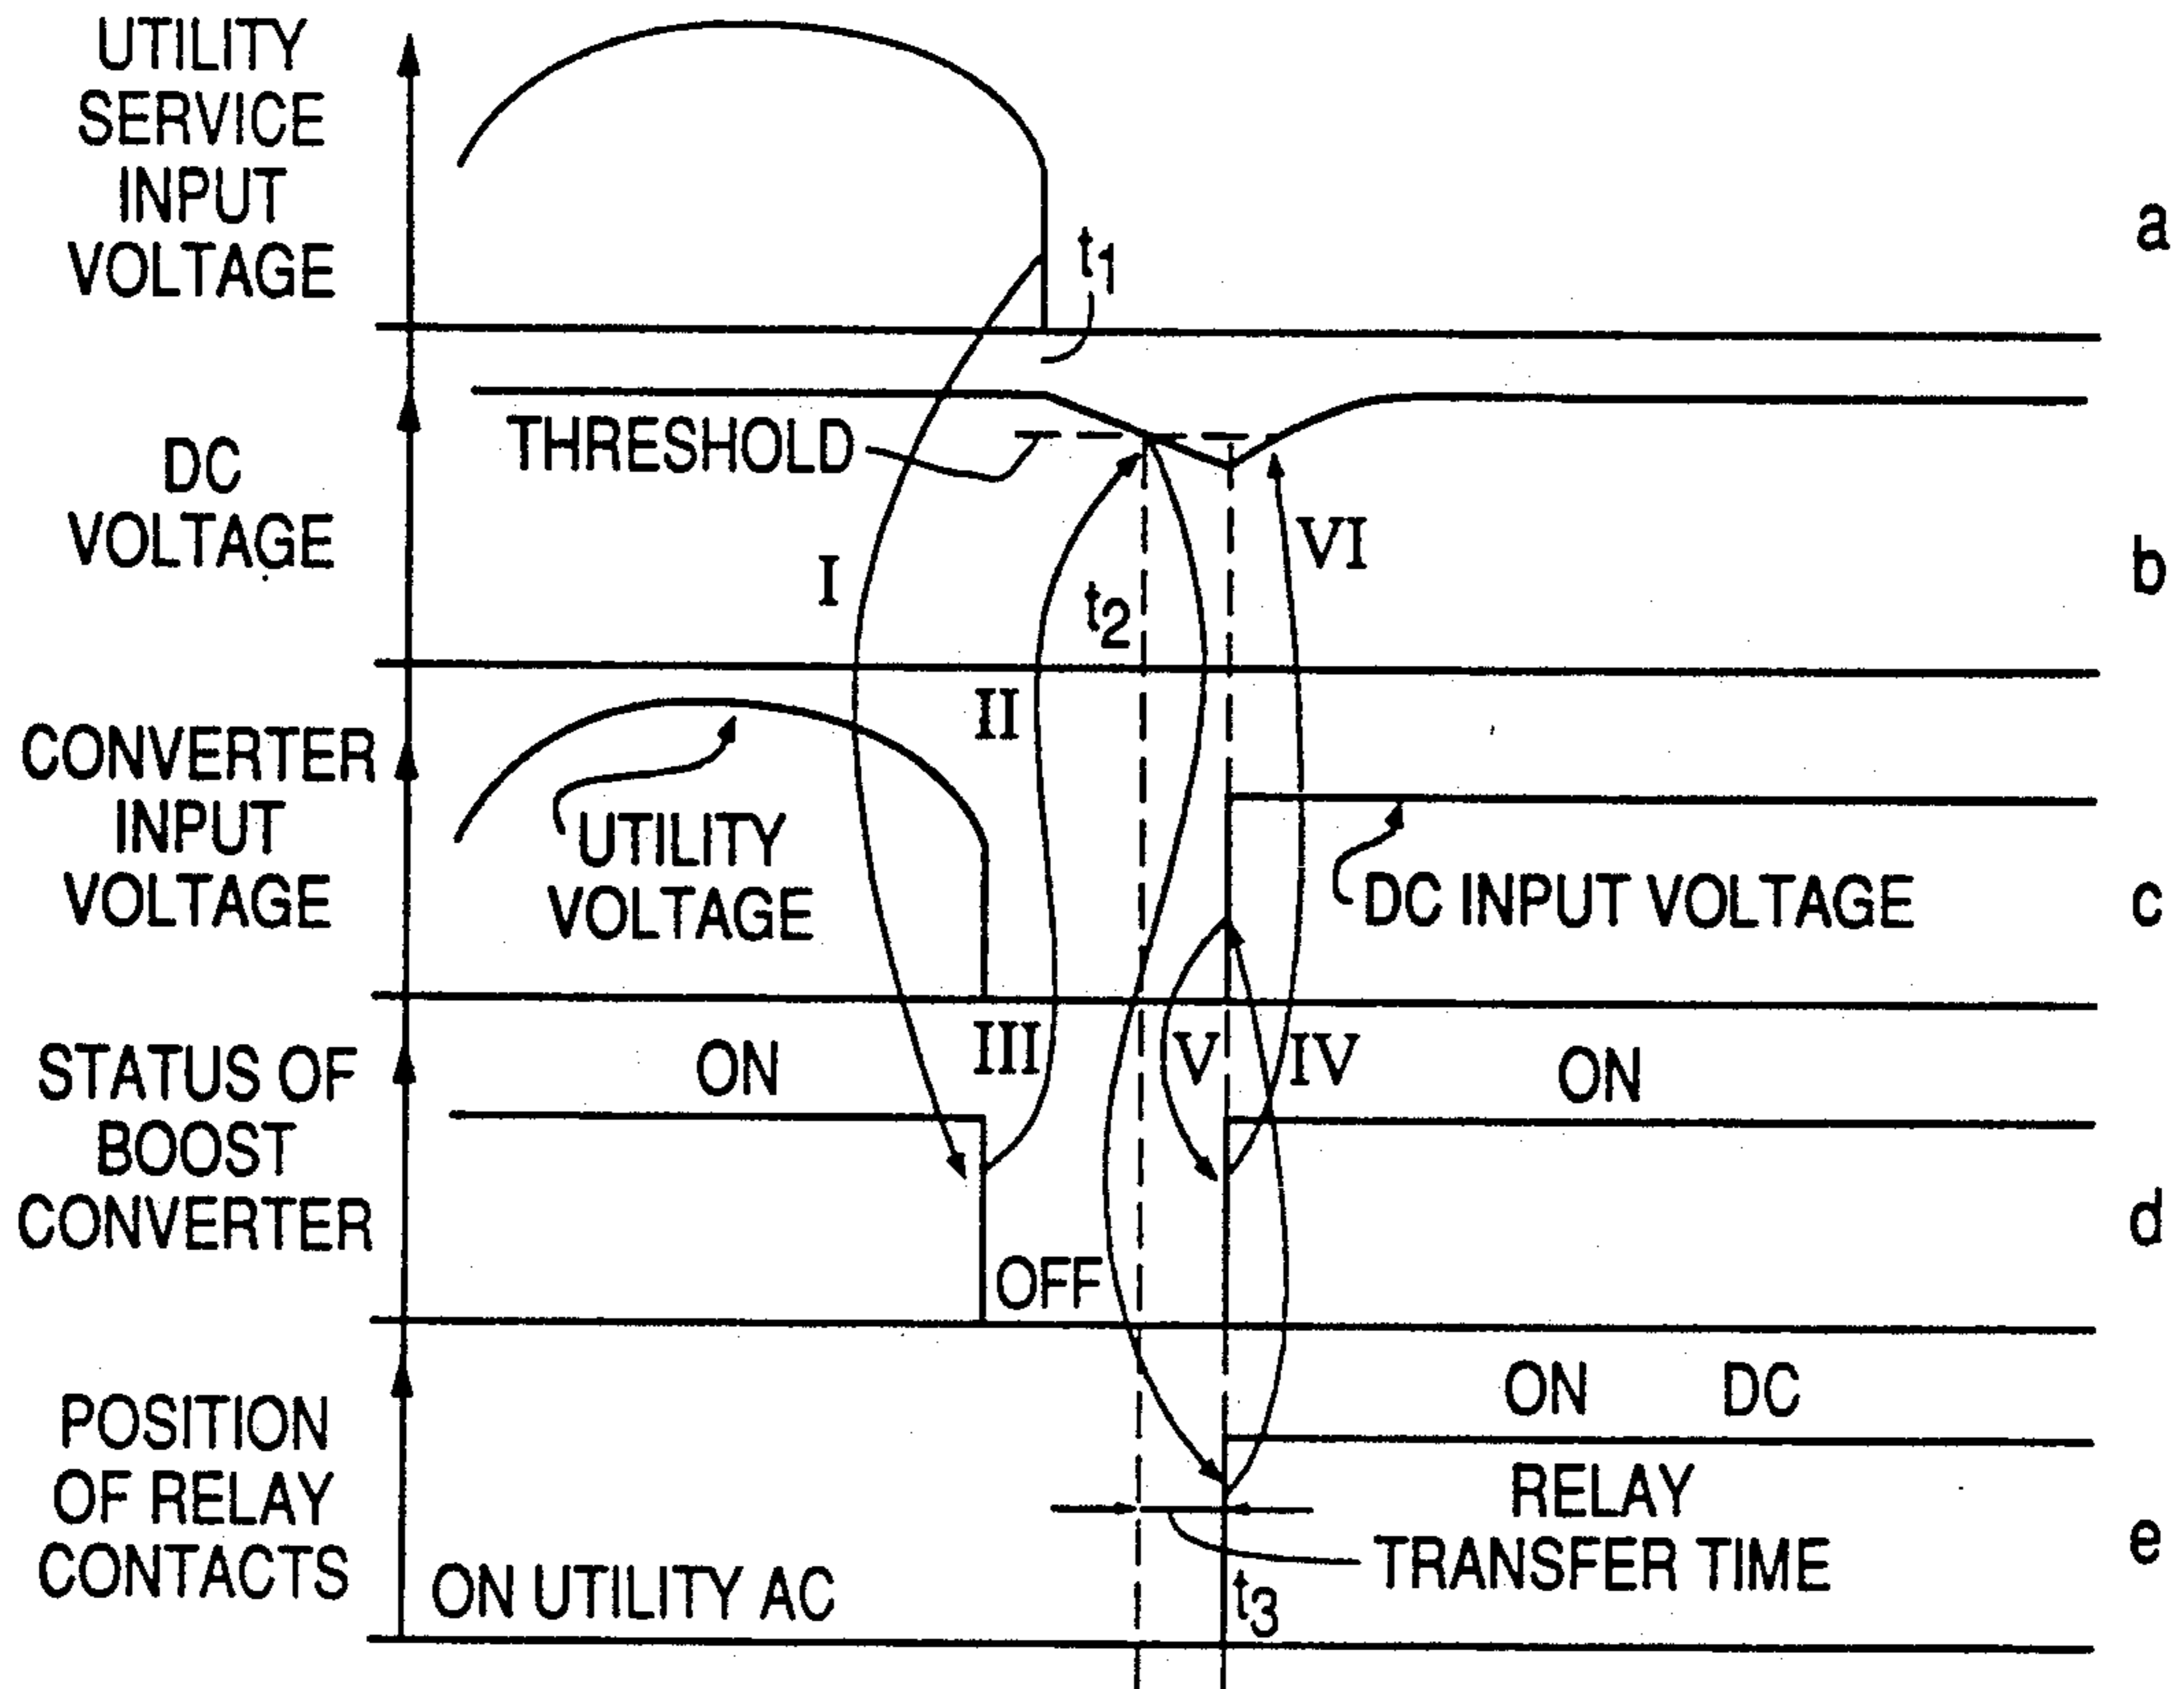 UTILITY
SERVICE
INPUT
VOLTAGE
t1
a
DC
VOLTAGE
THRESHOLD
I
t2
VI
b
II
CONVERTER
INPUT
VOLTAGE
UTILITY
VOLTAGE
DC INPUT VOLTAGE
c
STATUS OF
BOOST
CONVERTER
ON
III
V
IV
ON
OFF
d
POSITION
OF RELAY
CONTACTS
ON DC
RELAY
TRANSFER TIME
ON UTILITY AC
t3
e